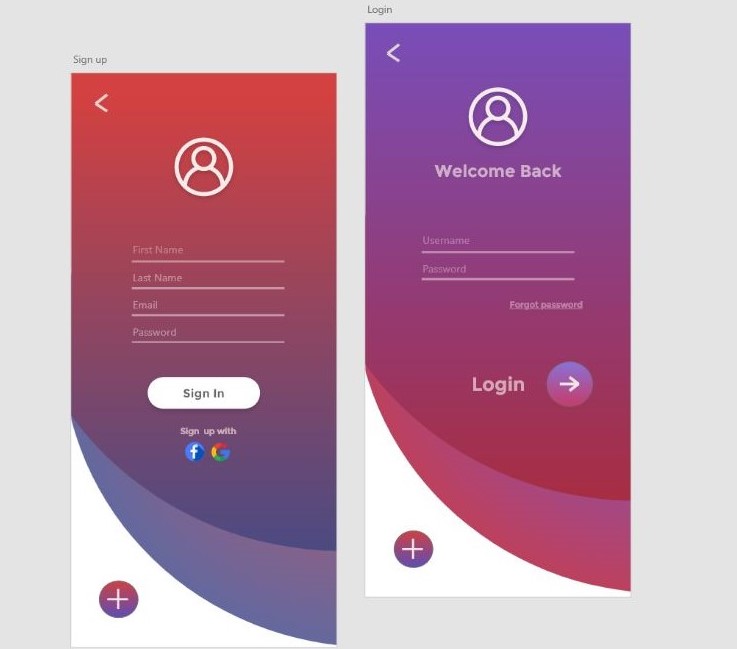 Sign up
First Name
Last Name
Email
Password
Sign In
Sign up with
Login
Welcome Back
Username
Password
Forgot password
Login